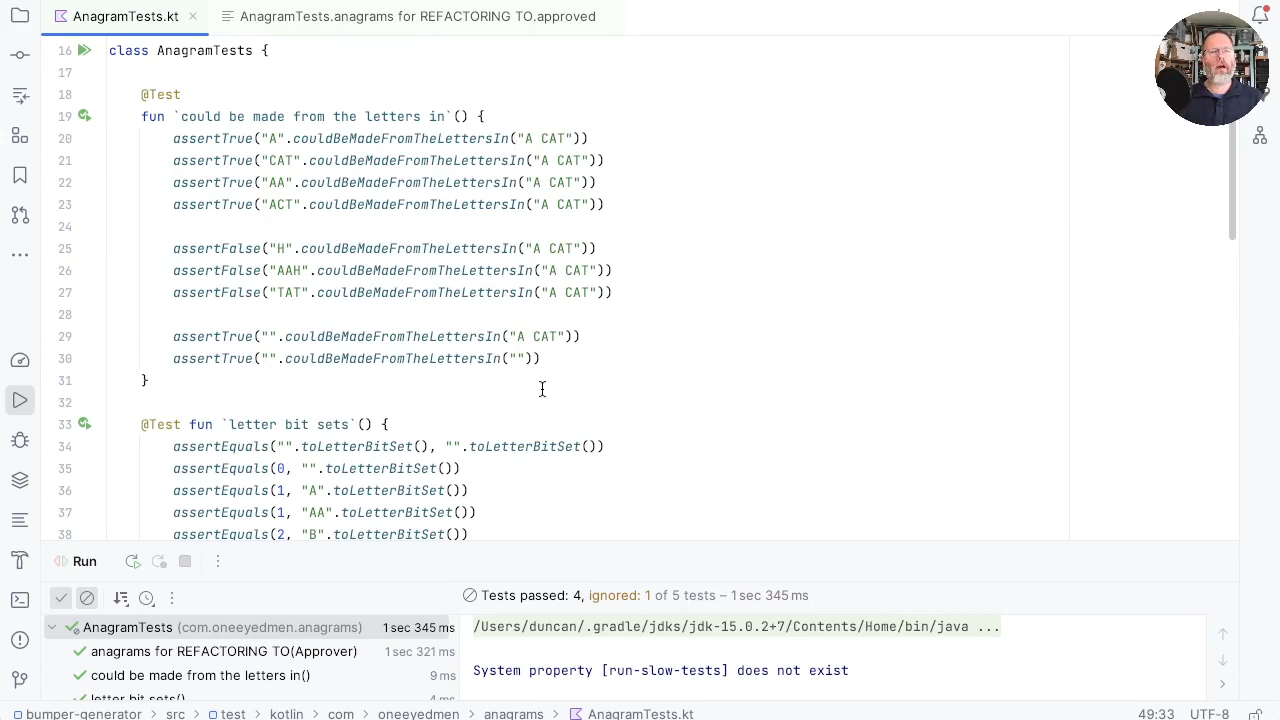 AnagramTests.kt
AnagramTests.anagrams for REFACTORING TO.approved
16 class AnagramTests {
17
18 @Test
19 fun `could be made from the letters in`() {
20 assertTrue("A".couldBeMadeFromTheLettersIn("A CAT"))
21 assertTrue("CAT".couldBeMadeFromTheLettersIn("A CAT"))
22 assertTrue("AA".couldBeMadeFromTheLettersIn("A CAT"))
23 assertTrue("ACT".couldBeMadeFromTheLettersIn("A CAT"))
24
25 assertFalse("H".couldBeMadeFromTheLettersIn("A CAT"))
26 assertFalse("AAH".couldBeMadeFromTheLettersIn("A CAT"))
27 assertFalse("TAT".couldBeMadeFromTheLettersIn("A CAT"))
28
29 assertTrue("".couldBeMadeFromTheLettersIn("A CAT"))
30 assertTrue("".couldBeMadeFromTheLettersIn(""))
31 }
32
33 @Test fun `letter bit sets`() {
34 assertEquals("".toLetterBitSet(), "".toLetterBitSet())
35 assertEquals(0, "".toLetterBitSet())
36 assertEquals(1, "A".toLetterBitSet())
37 assertEquals(1, "AA".toLetterBitSet())
38 assertEquals(2, "B".toLetterBitSet())
Run
Tests passed: 4, ignored: 1 of 5 tests – 1 sec 345 ms
AnagramTests (com.oneeyedmen.anagrams) 1 sec 345 ms
anagrams for REFACTORING TO(Approver) 1 sec 321 ms
could be made from the letters in() 9 ms
letter bit sets() 4 ms
/Users/duncan/.gradle/jdks/jdk-15.0.2+7/Contents/Home/bin/java ...
System property [run-slow-tests] does not exist
bumper-generator > src > test > kotlin > com > oneeyedmen > anagrams > AnagramTests.kt 49:33 UTF-8